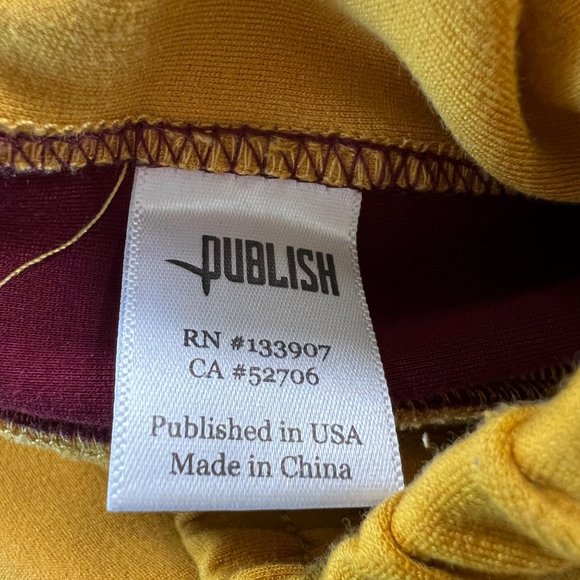 PUBLISH
RN #133907
CA #52706
Published in USA
Made in China